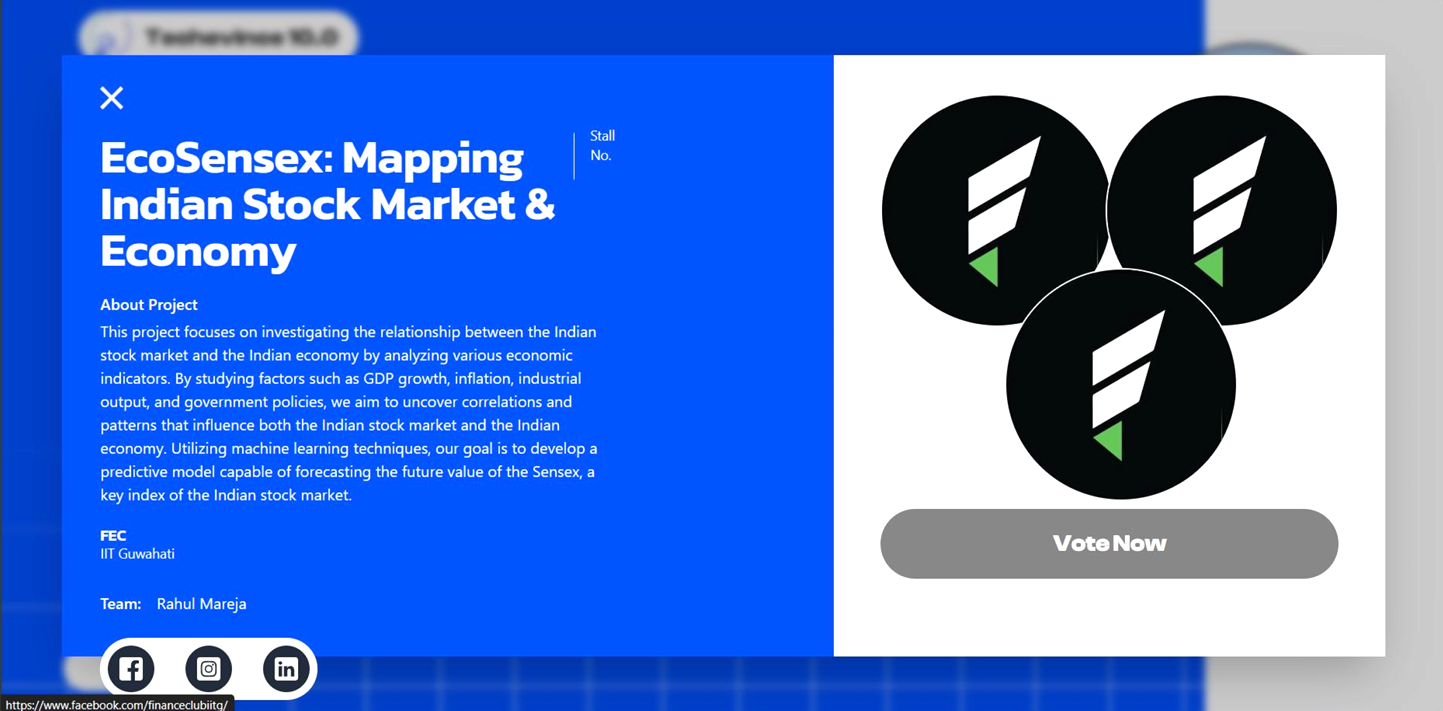 Techevince 10.0
EcoSensex: Mapping
Indian Stock Market &
Economy
Stall
No.
About Project
This project focuses on investigating the relationship between the Indian
stock market and the Indian economy by analyzing various economic
indicators. By studying factors such as GDP growth, inflation, industrial
output, and government policies, we aim to uncover correlations and
patterns that influence both the Indian stock market and the Indian
economy. Utilizing machine learning techniques, our goal is to develop a
predictive model capable of forecasting the future value of the Sensex, a
key index of the Indian stock market.
FEC
IIT Guwahati
Team: Rahul Mareja
Vote Now
https://www.facebook.com/financeclubiitg/